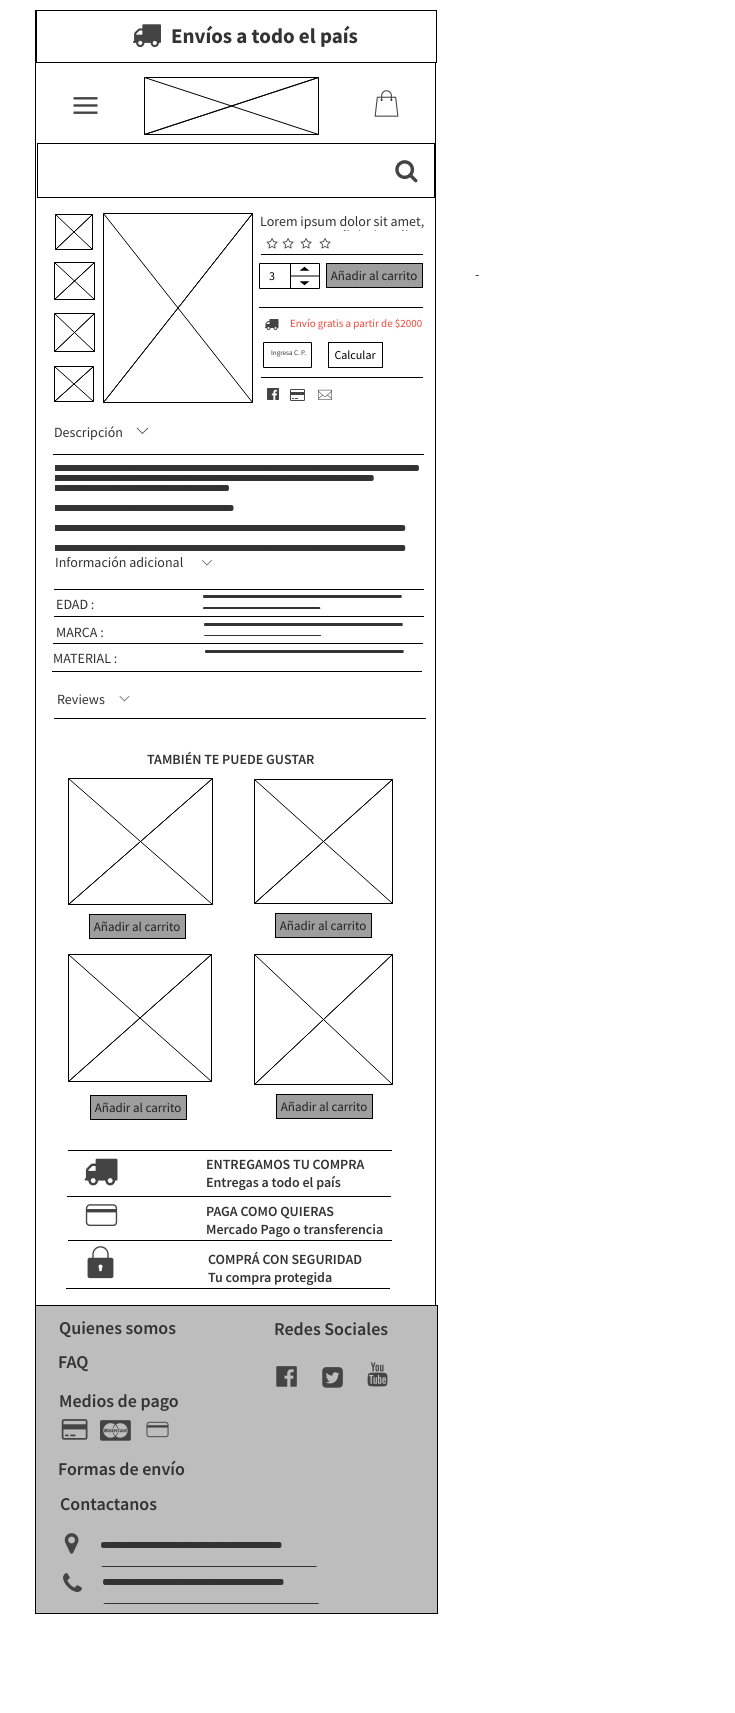 Envíos a todo el país
Lorem ipsum dolor sit amet,
3
Añadir al carrito
-
Envío gratis a partir de $2000
Ingresa C. P.
Calcular
Descripción
Información adicional
EDAD :
MARCA :
MATERIAL :
Reviews
TAMBIÉN TE PUEDE GUSTAR
Añadir al carrito
Añadir al carrito
Añadir al carrito
Añadir al carrito
ENTREGAMOS TU COMPRA
Entregas a todo el país
PAGA COMO QUIERAS
Mercado Pago o transferencia
COMPRÁ CON SEGURIDAD
Tu compra protegida
Quienes somos
Redes Sociales
FAQ
You
Tube
Medios de pago
MasterCard
Formas de envío
Contactanos